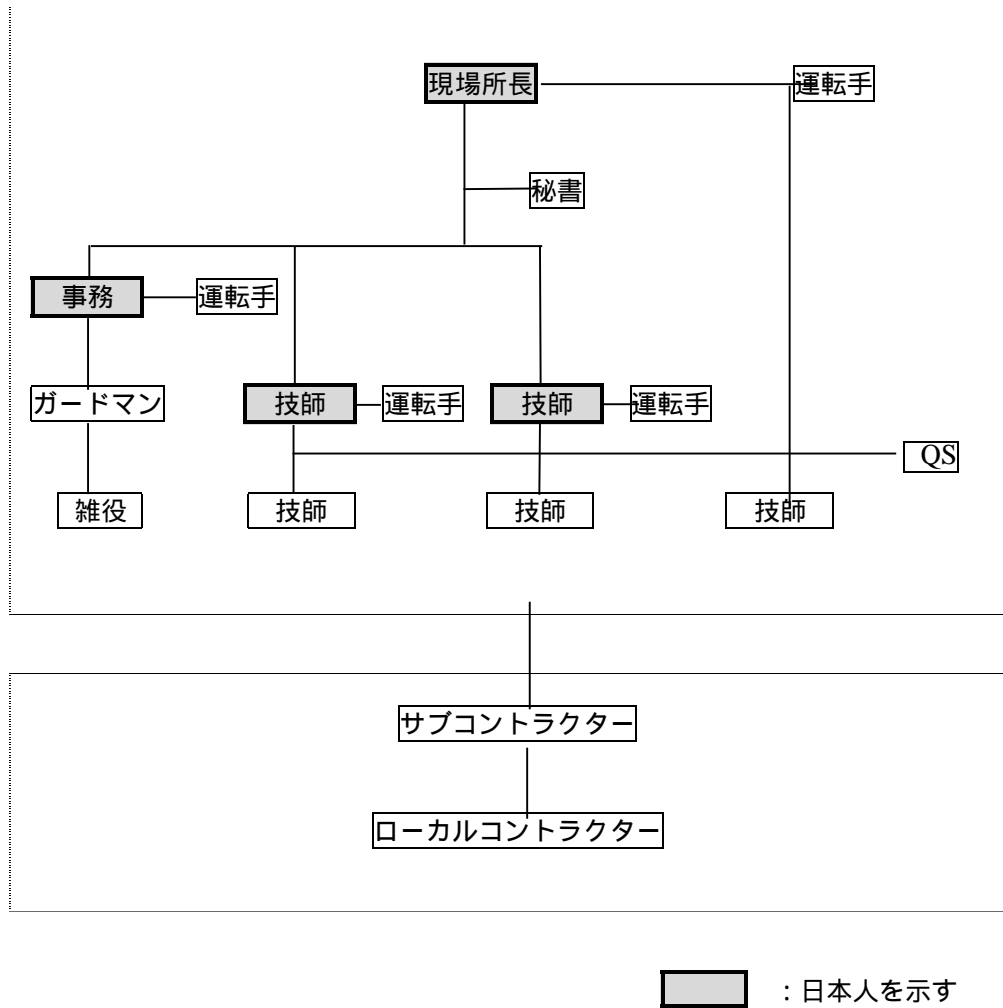 現場所長
運転手
秘書
事務
運転手
ガードマン
技師
運転手
技師
運転手
QS
雑役
技師
技師
技師
サブコントラクター
ローカルコントラクター
：日本人を示す